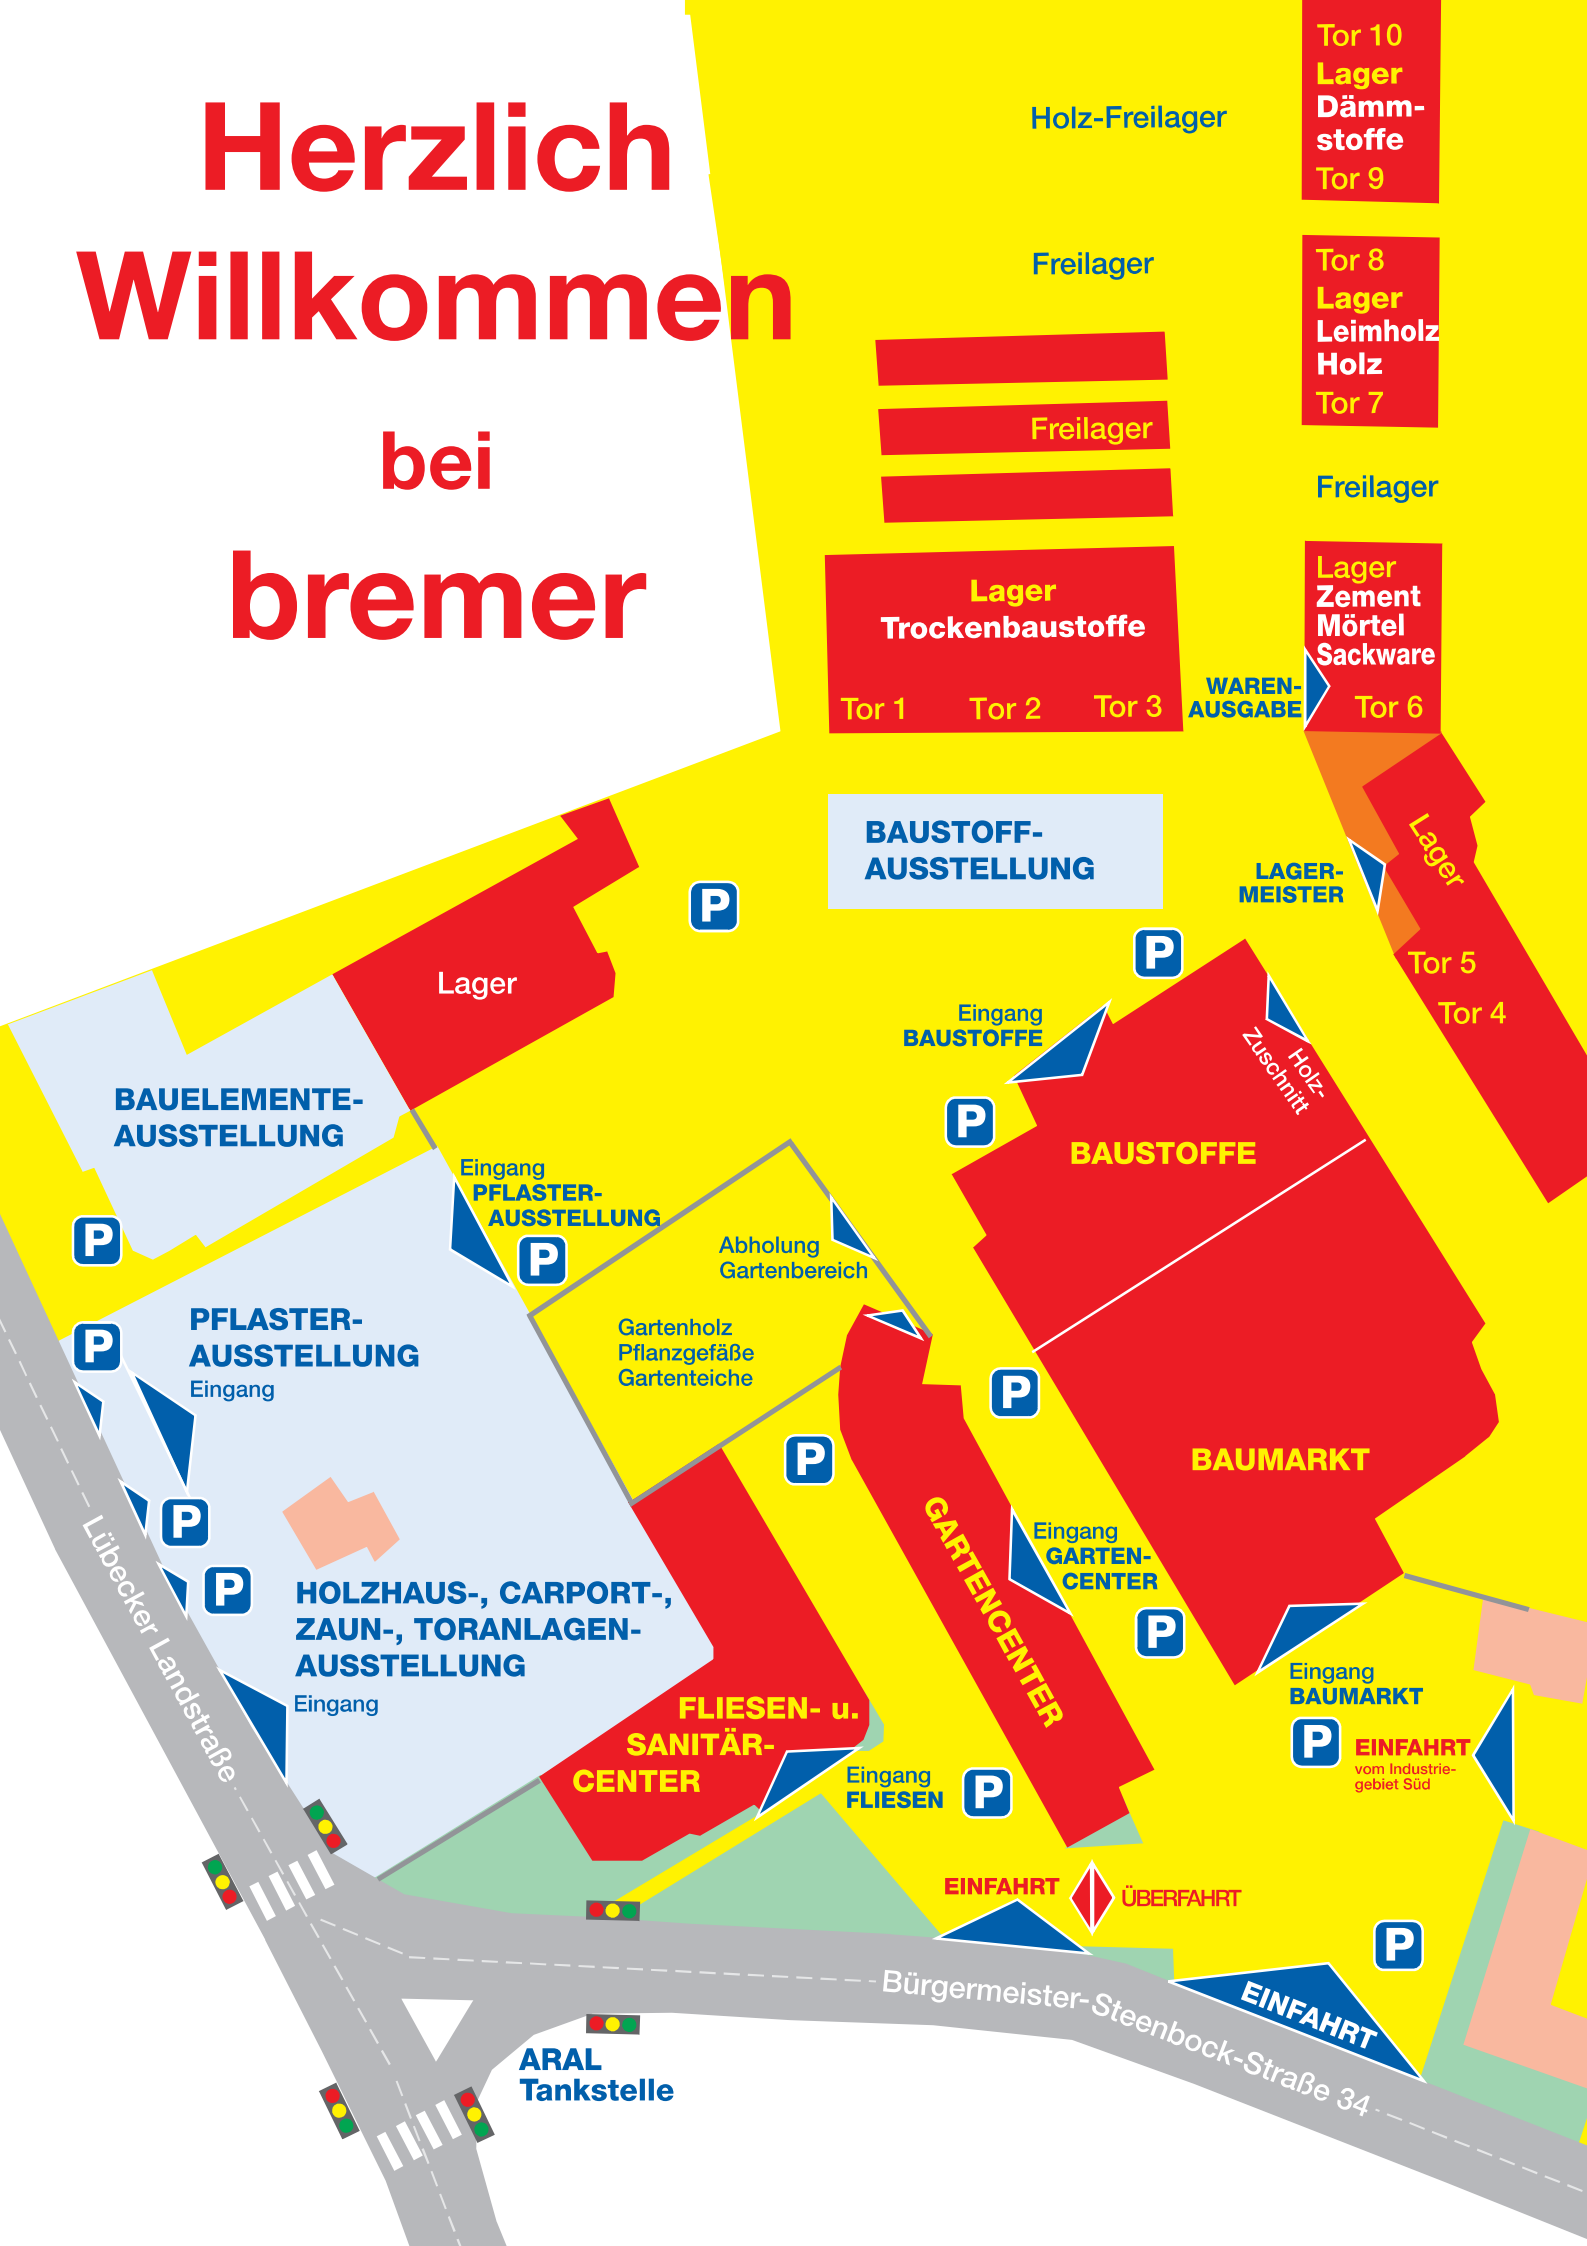 Herzlich
Willkommen
bei
bremer
Tor 10
Lager
Dämm-
stoffe
Tor 9
Holz-Freilager
Freilager
Tor 8
Lager
Leimholz
Holz
Tor 7
Freilager
Freilager
Lager
Trockenbaustoffe
Tor 1
Tor 2
Tor 3
Lager
Zement
Mörtel
Sackware
Tor 6
WAREN-
AUSGABE
BAUSTOFF-
AUSSTELLUNG
LAGER-
MEISTER
Lager
Tor 5
Tor 4
P
P
Lager
Eingang
BAUSTOFFE
Holz-
Zuschnitt
P
BAUSTOFFE
BAUELEMENTE-
AUSSTELLUNG
Eingang
PFLASTER-
AUSSTELLUNG
P
P
Abholung
Gartenbereich
Gartenholz
Pflanzgefäße
Gartenteiche
PFLASTER-
AUSSTELLUNG
Eingang
P
P
P
BAUMARKT
GARTENCENTER
Eingang
GARTEN-
CENTER
P
P
P
HOLZHAUS-, CARPORT-,
ZAUN-, TORANLAGEN-
AUSSTELLUNG
Eingang
Lübecker Landstraße
FLIESEN- u.
SANITÄR-
CENTER
Eingang
FLIESEN
P
Eingang
BAUMARKT
P
EINFAHRT
vom Industrie-
gebiet Süd
EINFAHRT
ÜBERFAHRT
P
EINFAHRT
Bürgermeister-Steenbock-Straße 34
ARAL
Tankstelle